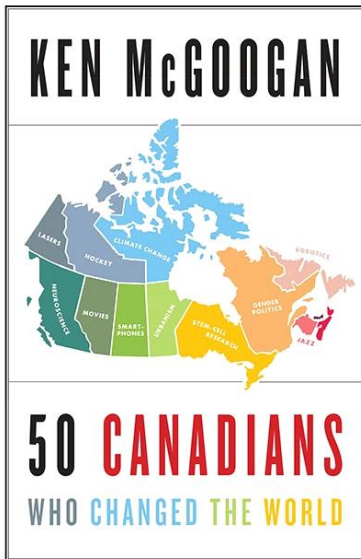 KEN McGOOGAN
LASERS
HOCKEY
CLIMATE CHANGE
ROBOTICS
NEUROSCIENCE
MOVIES
SMART-
PHONES
URBANISM
STEM-CELL
RESEARCH
GENDER
POLITICS
JAZZ
50 CANADIANS
WHO CHANGED THE WORLD